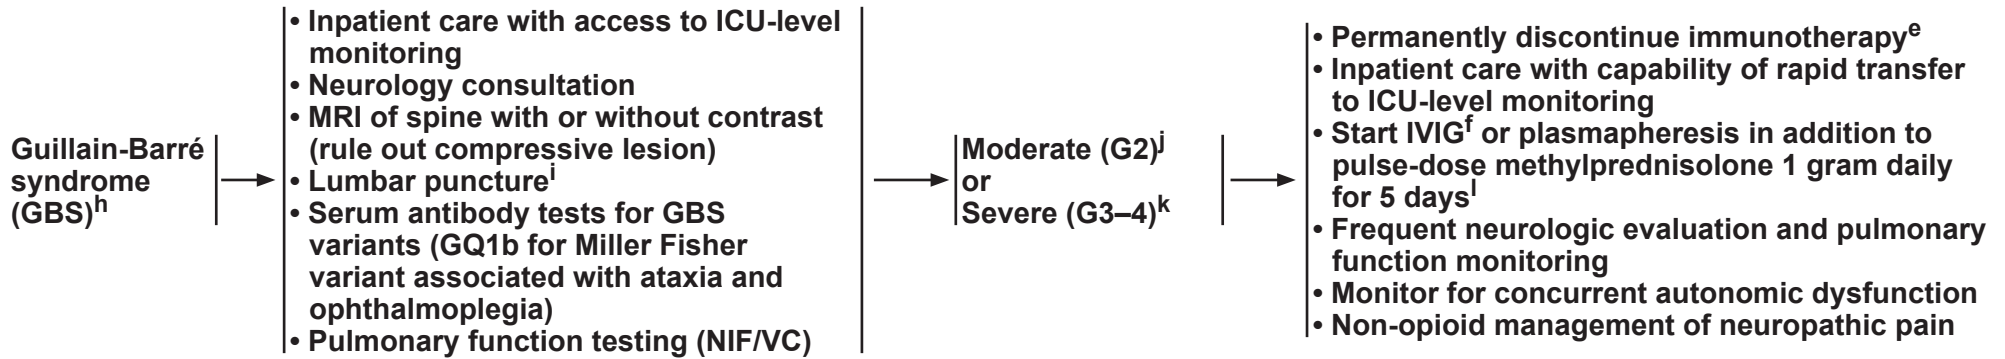 Guillain-Barré
syndrome
(GBS)h
• Inpatient care with access to ICU-level
monitoring
• Neurology consultation
• MRI of spine with or without contrast
(rule out compressive lesion)
• Lumbar punctureⁱ
• Serum antibody tests for GBS
variants (GQ1b for Miller Fisher
variant associated with ataxia and
ophthalmoplegia)
• Pulmonary function testing (NIF/VC)
Moderate (G2)j
or
Severe (G3–4)k
• Permanently discontinue immunotherapye
• Inpatient care with capability of rapid transfer
to ICU-level monitoring
• Start IVIGf or plasmapheresis in addition to
pulse-dose methylprednisolone 1 gram daily
for 5 daysl
• Frequent neurologic evaluation and pulmonary
function monitoring
• Monitor for concurrent autonomic dysfunction
• Non-opioid management of neuropathic pain